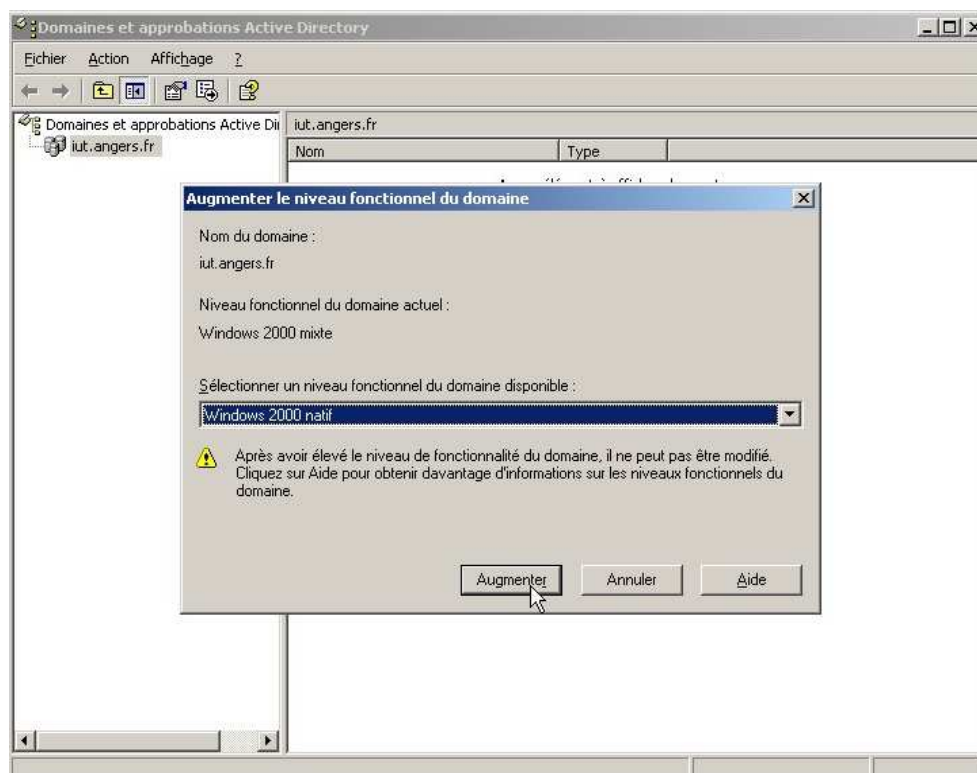 Domaines et approbations Active Directory
Fichier Action Affichage ?
Domaines et approbations Active Di
iut.angers.fr
iut.angers.fr
Nom Type
Augmenter le niveau fonctionnel du domaine
Nom du domaine :
iut.angers.fr
Niveau fonctionnel du domaine actuel :
Windows 2000 mixte
Sélectionner un niveau fonctionnel du domaine disponible :
Windows 2000 natif
Après avoir élevé le niveau de fonctionnalité du domaine, il ne peut pas être modifié.
Cliquez sur Aide pour obtenir davantage d'informations sur les niveaux fonctionnels du
domaine.
Augmenter Annuler Aide